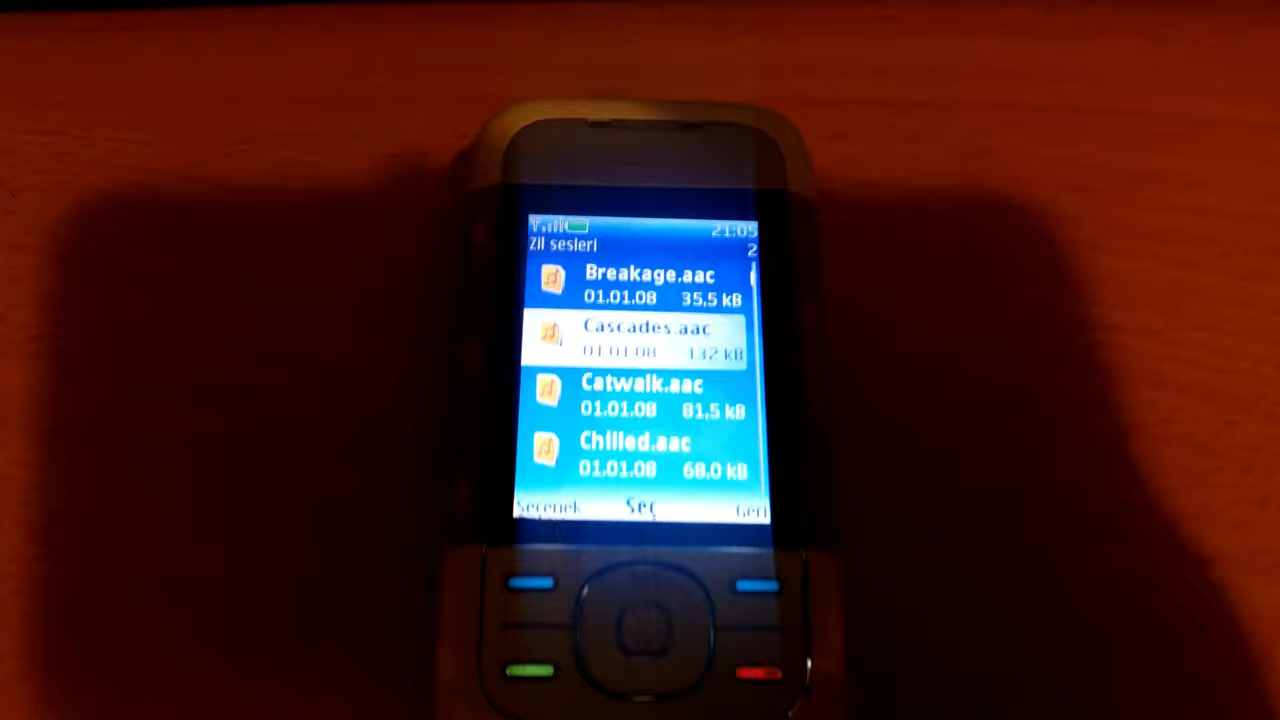 21:05
Zil sesleri
2
Breakage.aac
01.01.08 35,5 kB
Cascades.aac
01.01.08 132 kB
Catwalk.aac
01.01.08 81,5 kB
Chilled.aac
01.01.08 68,0 kB
Seçenek Seç Geri